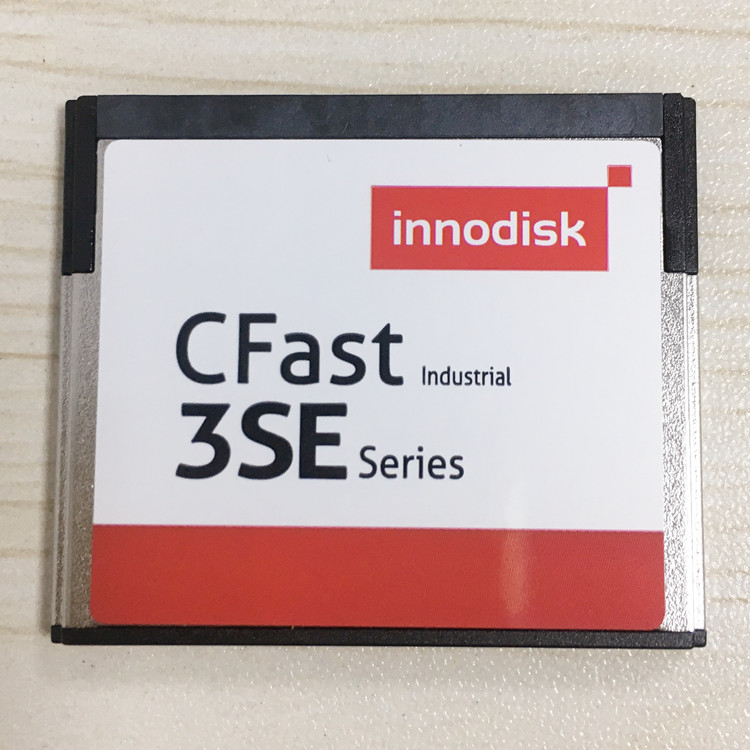 innodisk
CFast Industrial
3SE Series